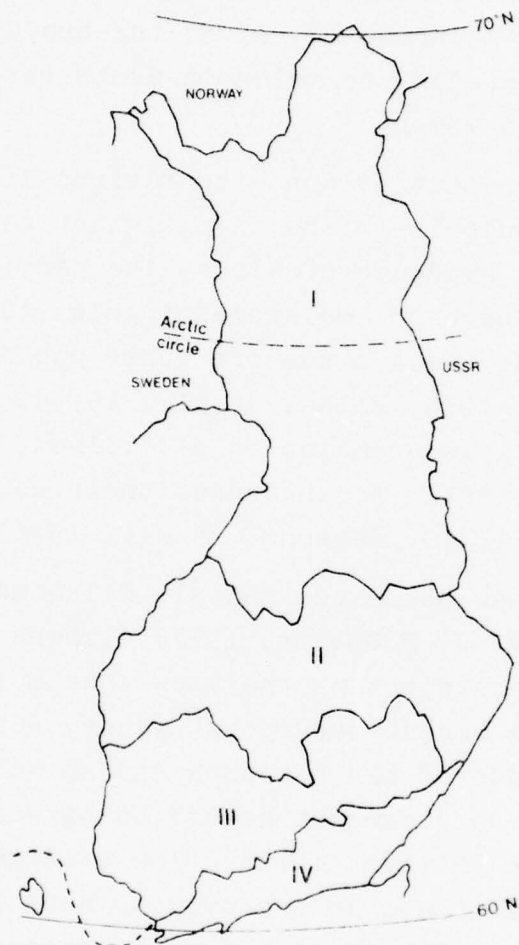 70°N
NORWAY
I
Arctic
circle
SWEDEN
USSR
II
III
IV
60 N